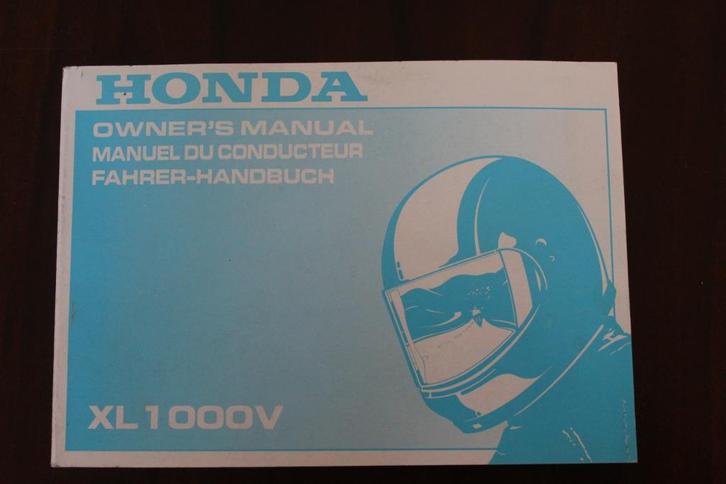 HONDA
OWNER'S MANUAL
MANUEL DU CONDUCTEUR
FAHRER-HANDBUCH
XL1000V